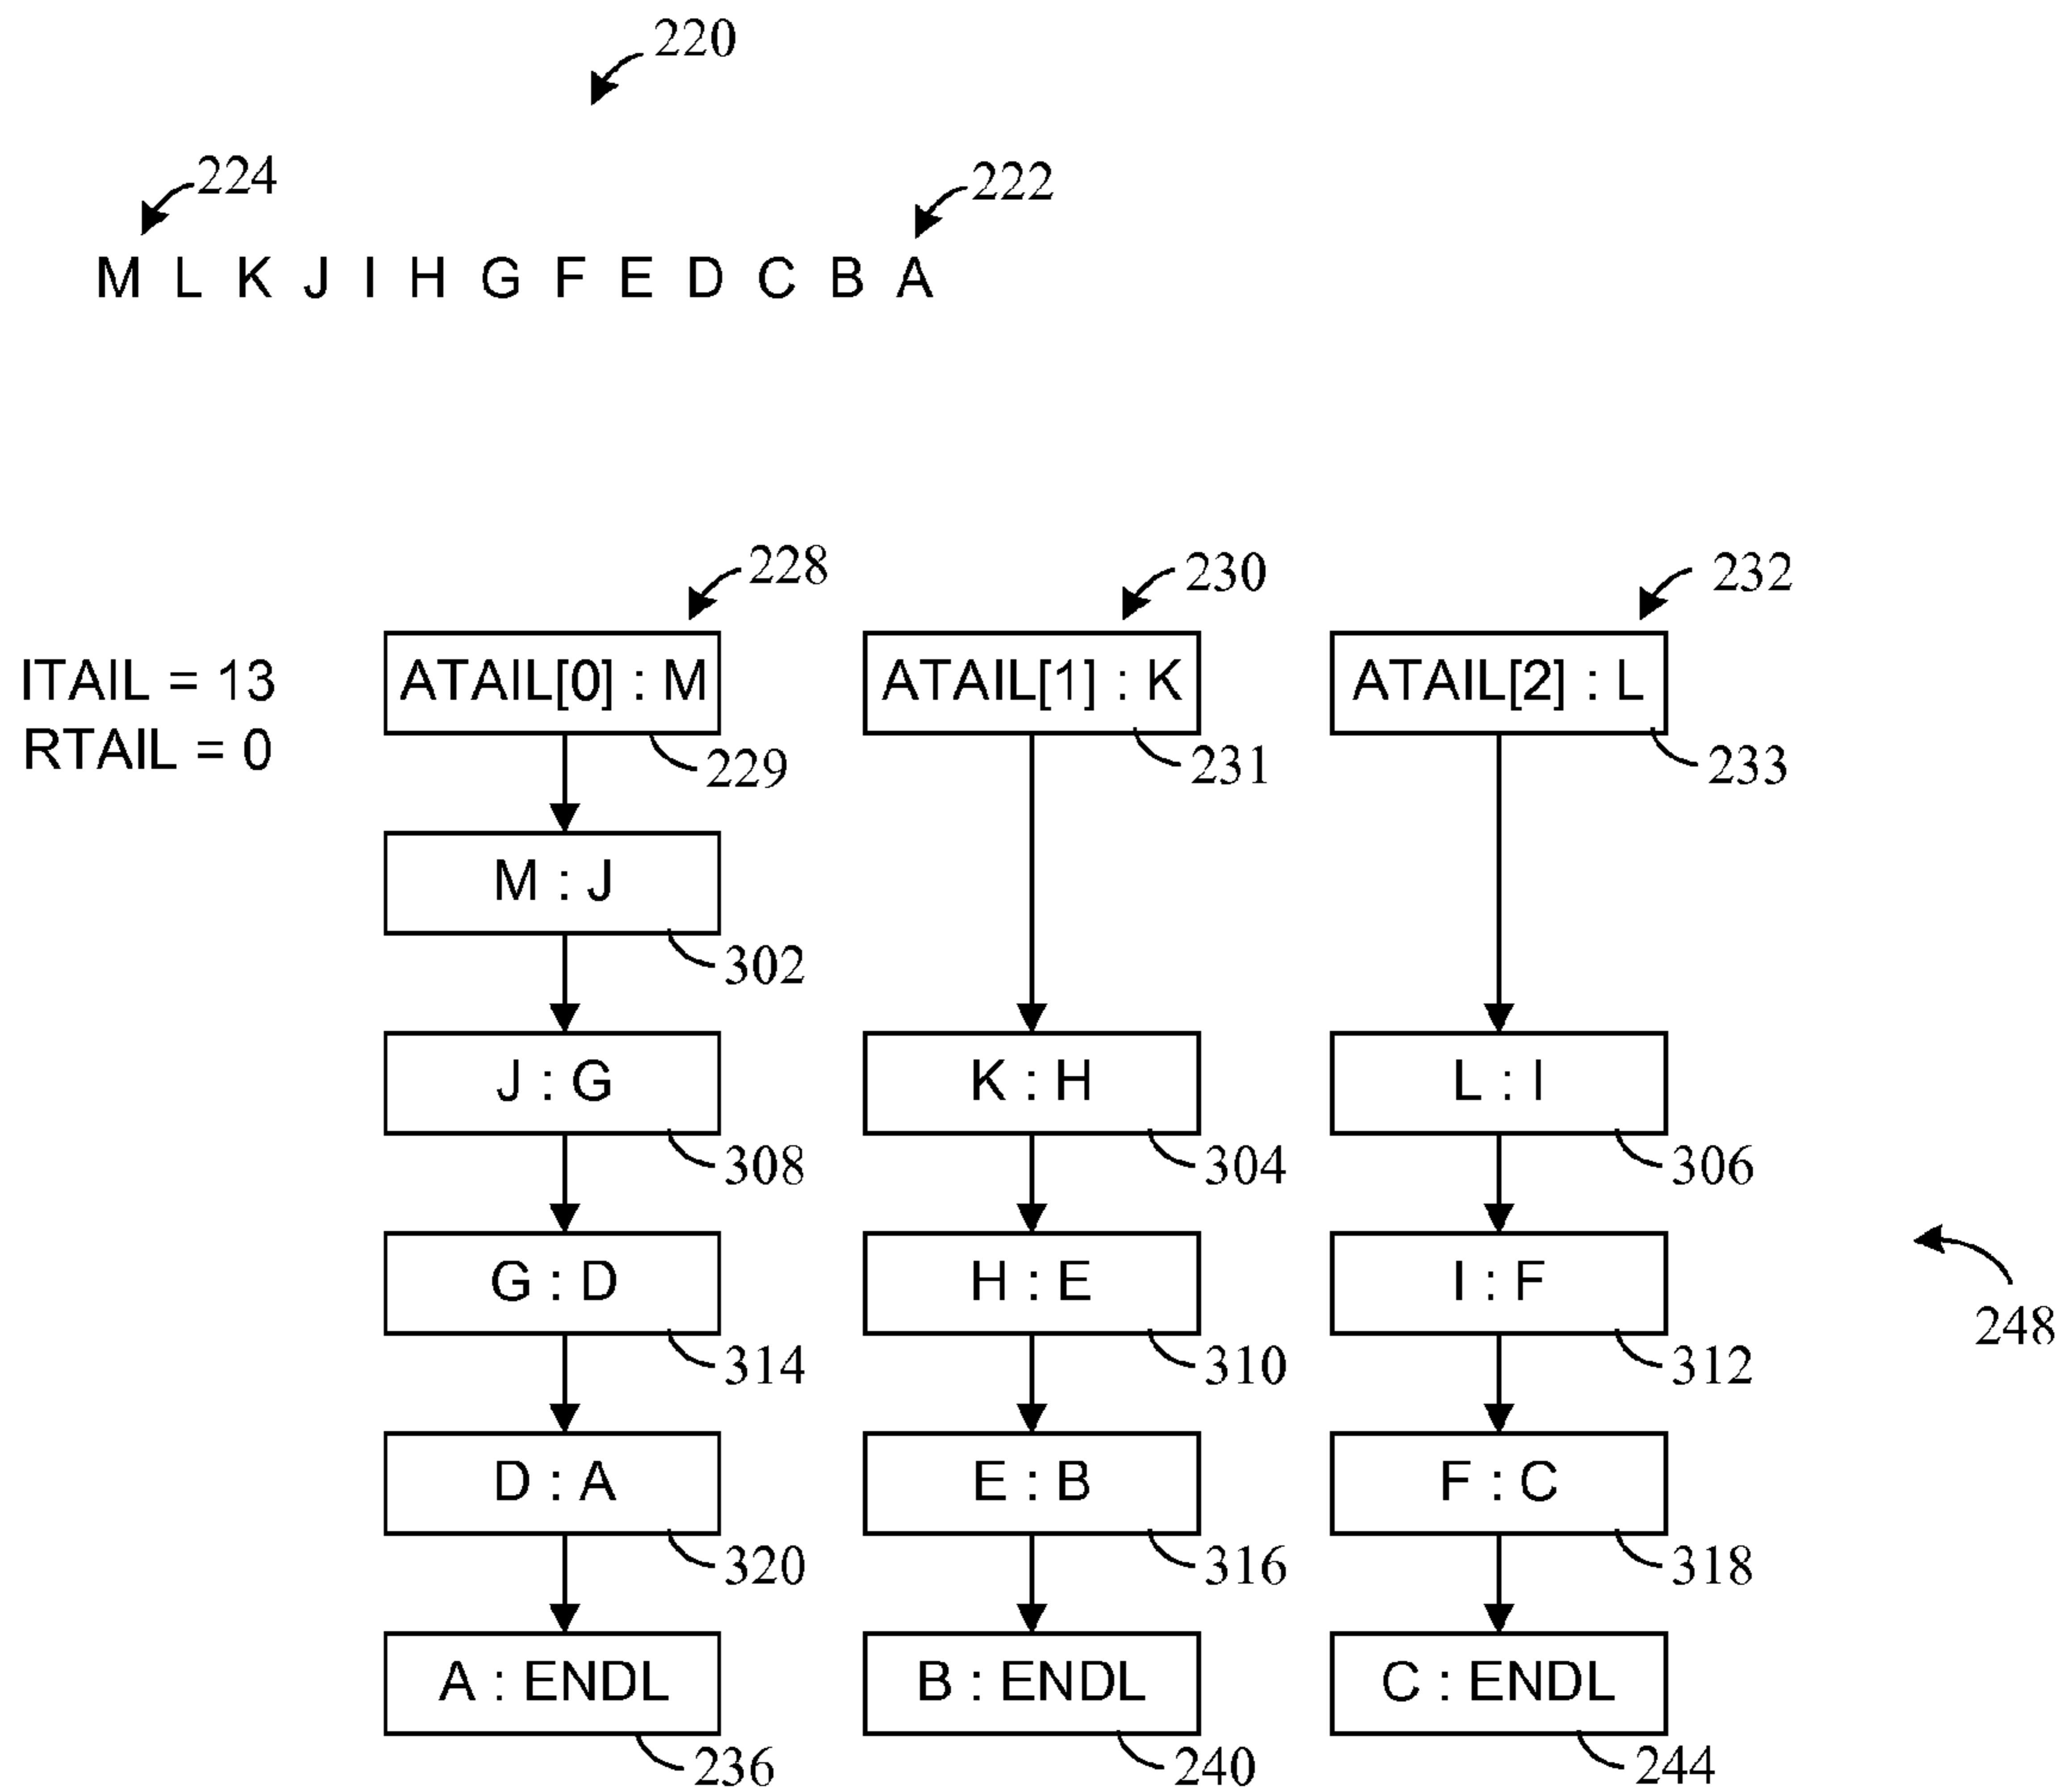 220
224
222
M L K J I H G F E D C B A
228
230
232
ITAIL = 13
RTAIL = 0
ATAIL[0] : M
ATAIL[1] : K
ATAIL[2] : L
229
231
233
M : J
302
J : G
K : H
L : I
308
304
306
G : D
H : E
I : F
248
314
310
312
D : A
E : B
F : C
320
316
318
A : ENDL
B : ENDL
C : ENDL
236
240
244